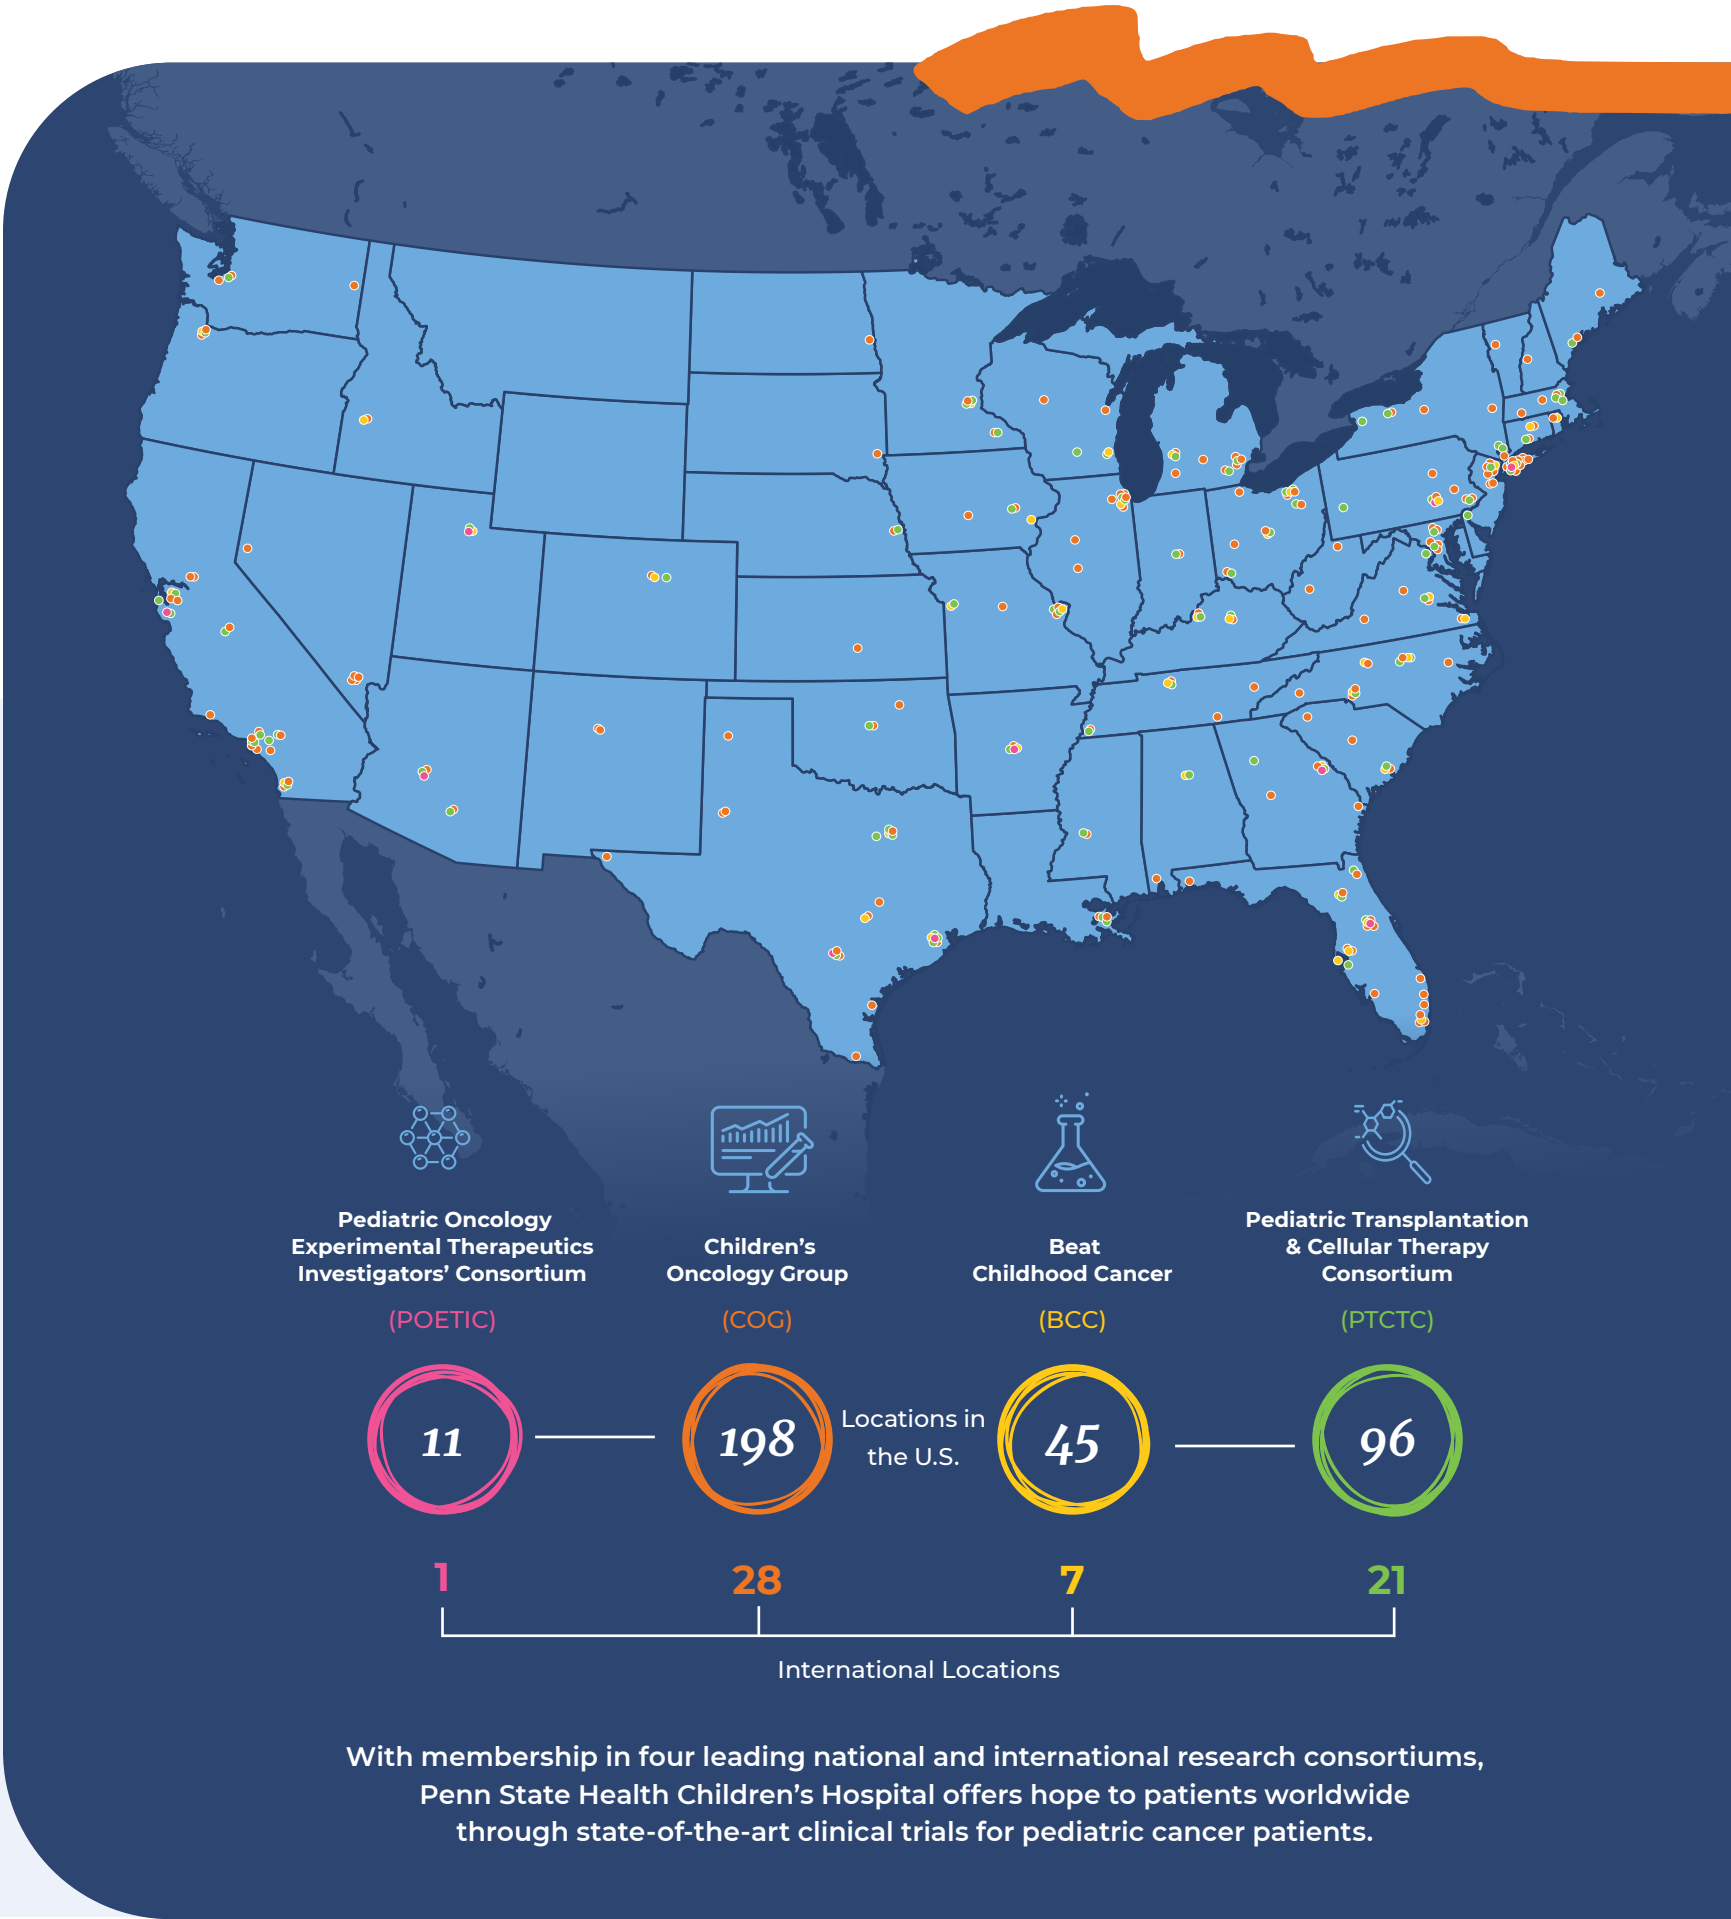 Pediatric Oncology
Experimental Therapeutics
Investigators’ Consortium
(POETIC)
11
Children’s
Oncology Group
(COG)
198
Locations in
the U.S.
Beat
Childhood Cancer
(BCC)
45
Pediatric Transplantation
& Cellular Therapy
Consortium
(PTCTC)
96
1
28
7
21
International Locations
With membership in four leading national and international research consortiums,
Penn State Health Children’s Hospital offers hope to patients worldwide
through state-of-the-art clinical trials for pediatric cancer patients.